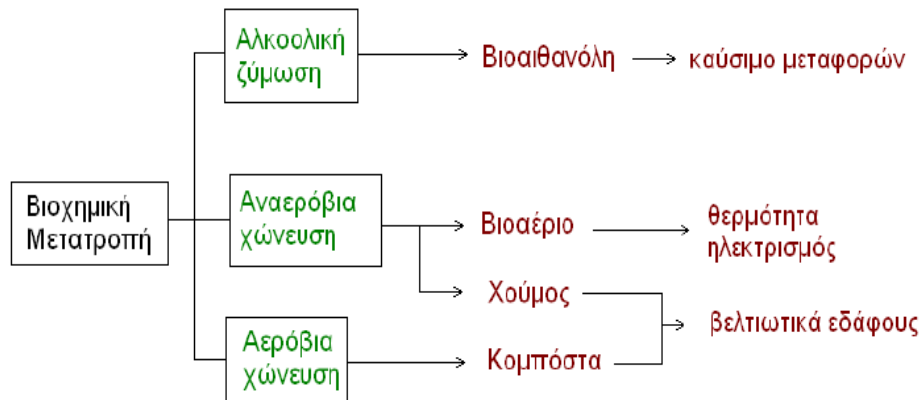 Αλκοολική
ζύμωση
Βιοαιθανόλη
καύσιμο μεταφορών
Βιοχημική
Μετατροπή
Αναερόβια
χώνευση
Βιοαέριο
θερμότητα
ηλεκτρισμός
Χούμος
βελτιωτικά εδάφους
Αερόβια
χώνευση
Κομπόστα